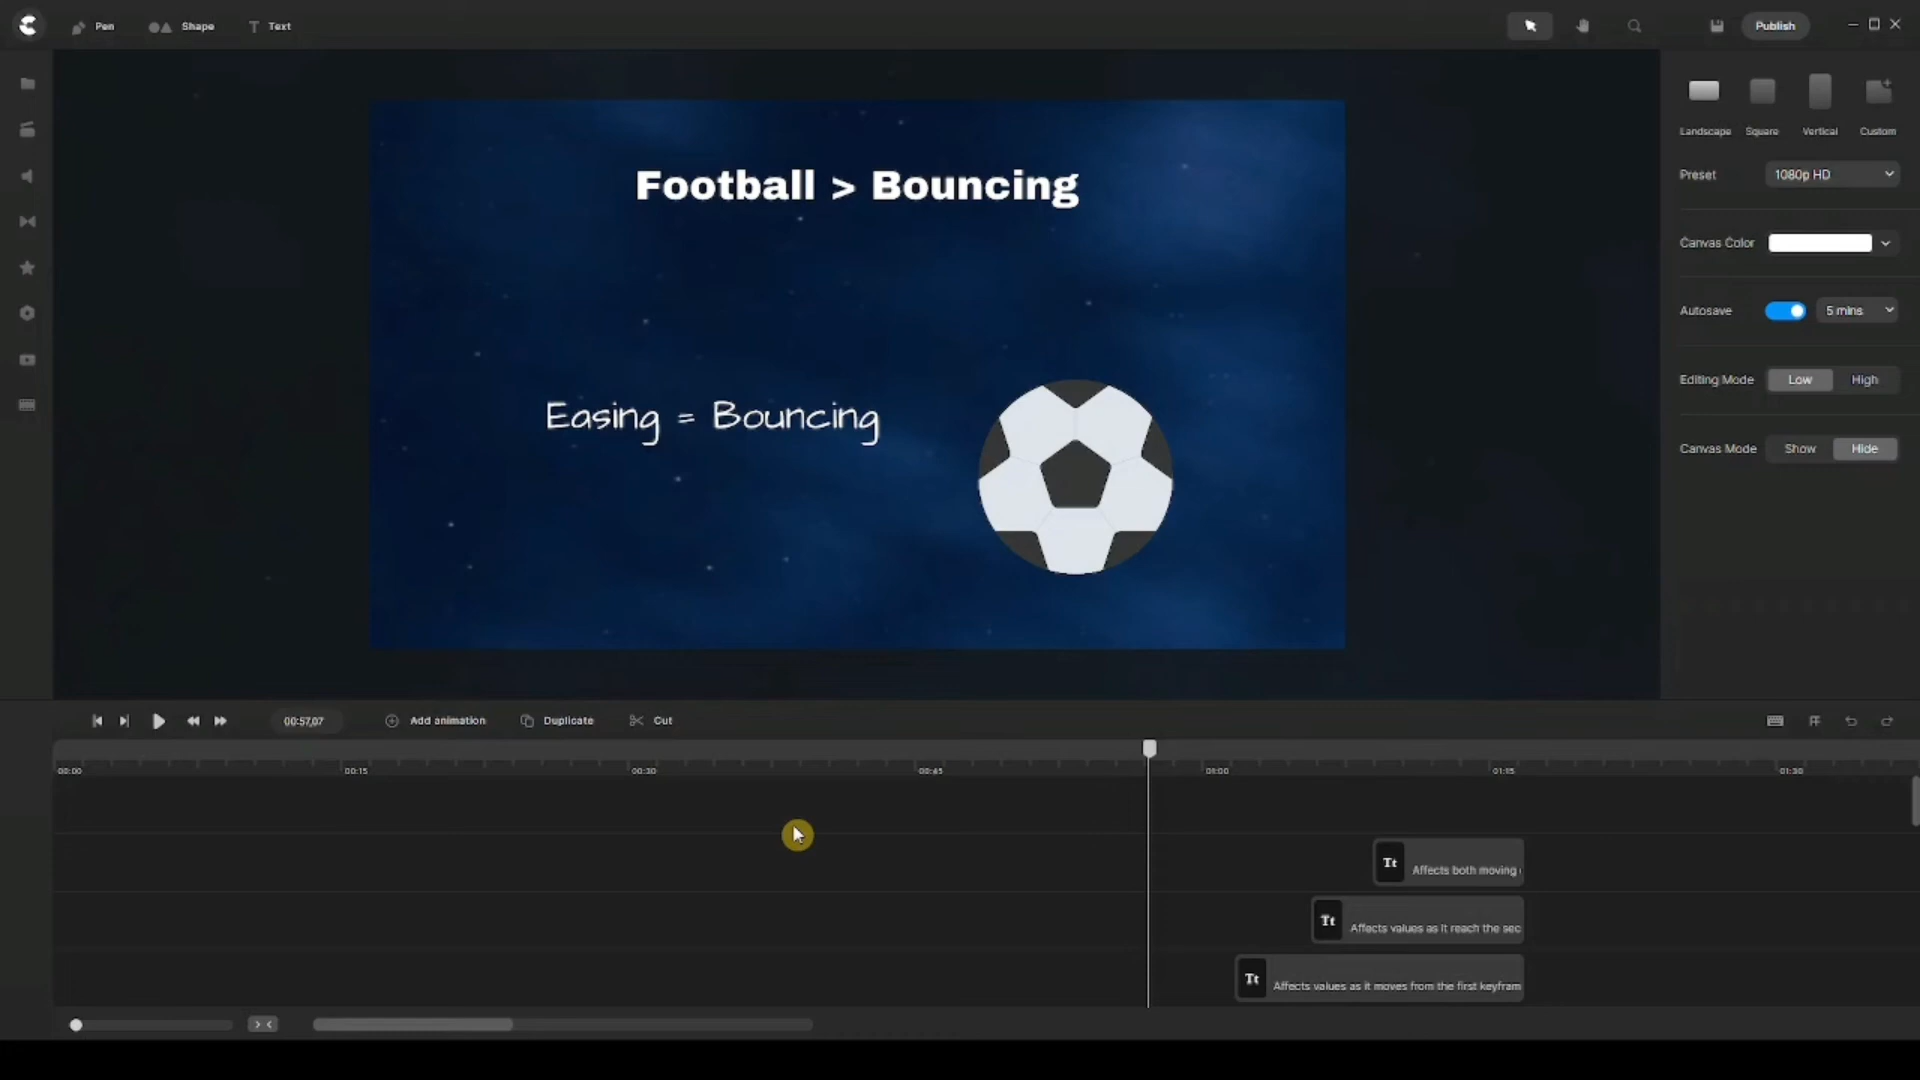 Pen Shape Text Publish
Landscape Square Vertical Custom
Preset 1080p HD
Canvas Color
Autosave 5 mins
Editing Mode Low High
Canvas Mode Show Hide
Football > Bouncing
Easing = Bouncing
00:57,07 Add animation Duplicate Cut
00:00 00:15 00:30 00:45 01:15 01:30
Tt Affects both moving
Tt Affects values as it reach the sec
Tt Affects values as it moves from the first keyfram